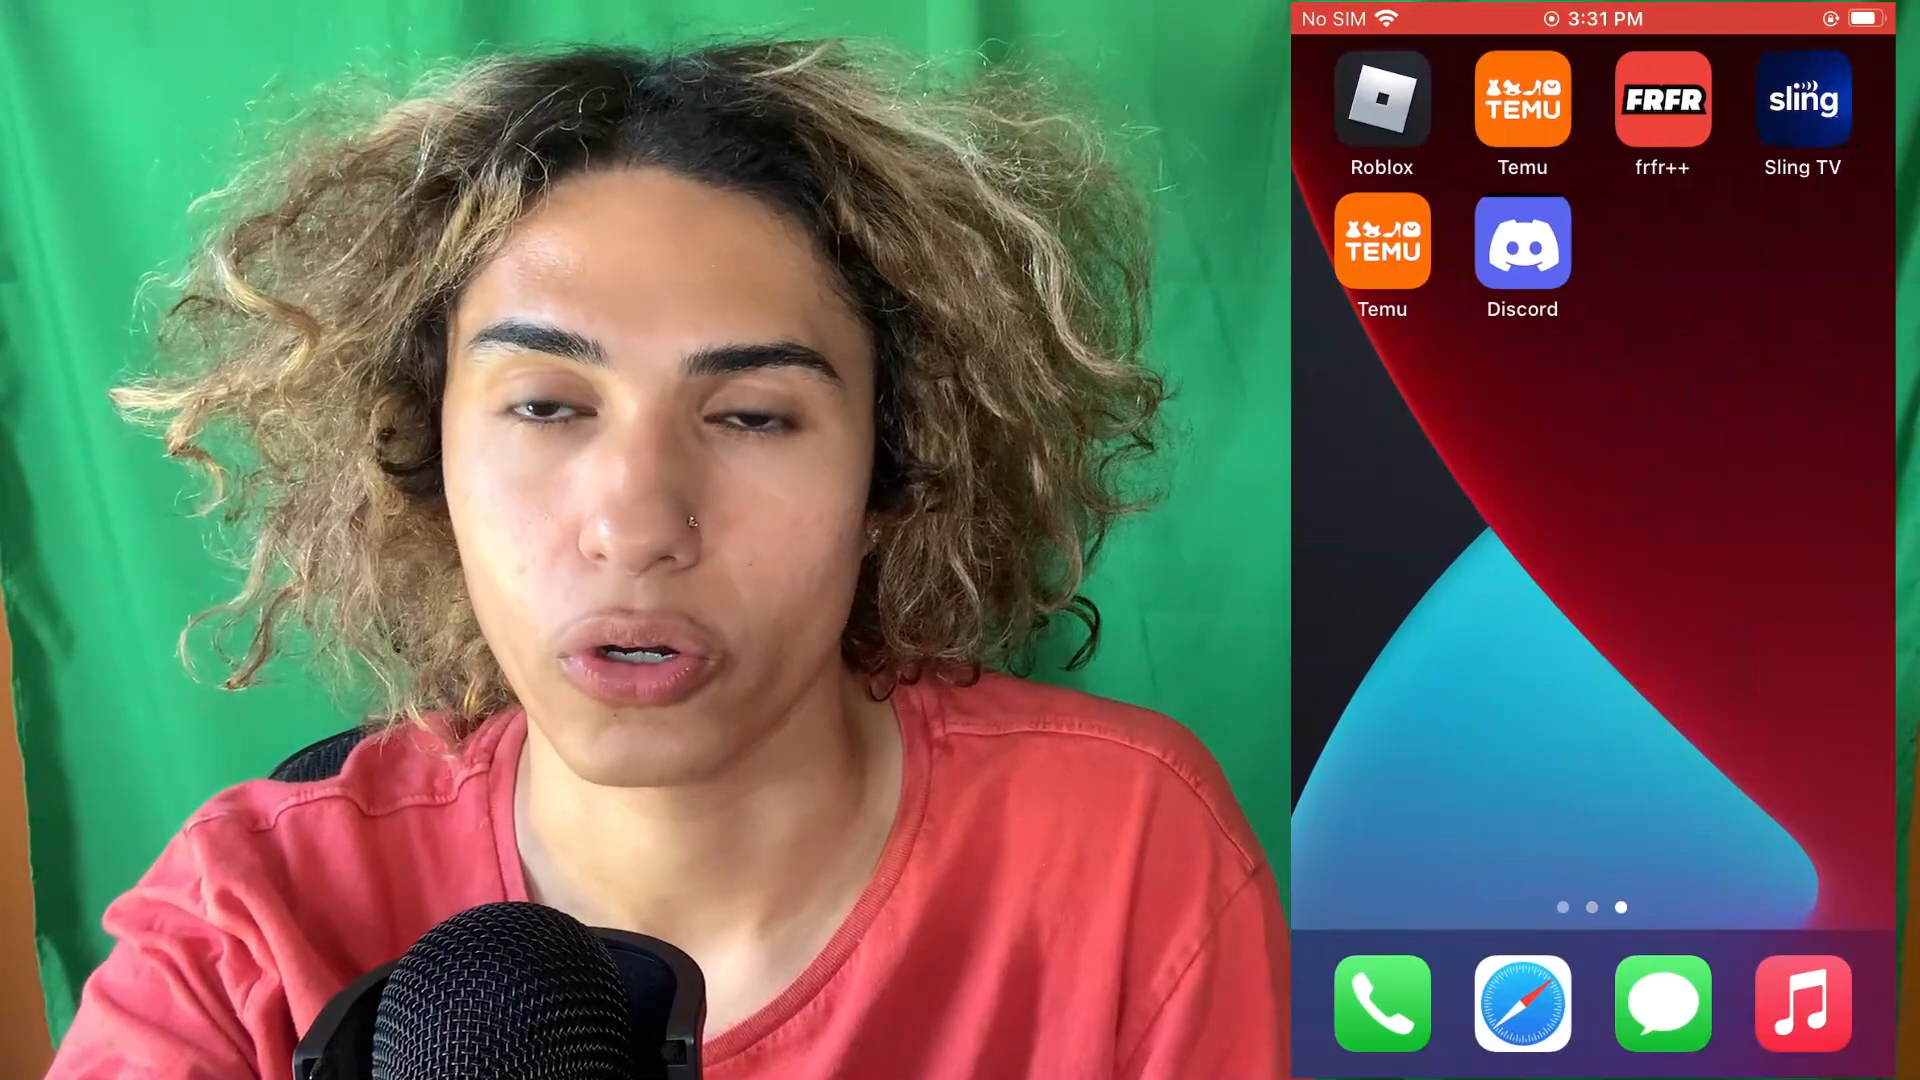 No SIM 3:31 PM
TEMU FRFR sling
Roblox Temu frfr++ Sling TV
TEMU
Temu Discord